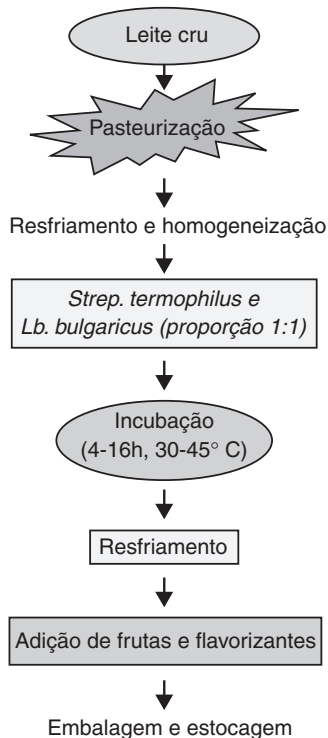 Leite cru
Pasteurização
Resfriamento e homogeneização
Strep. termophilus e
Lb. bulgaricus (proporção 1:1)
Incubação
(4-16h, 30-45° C)
Resfriamento
Adição de frutas e flavorizantes
Embalagem e estocagem